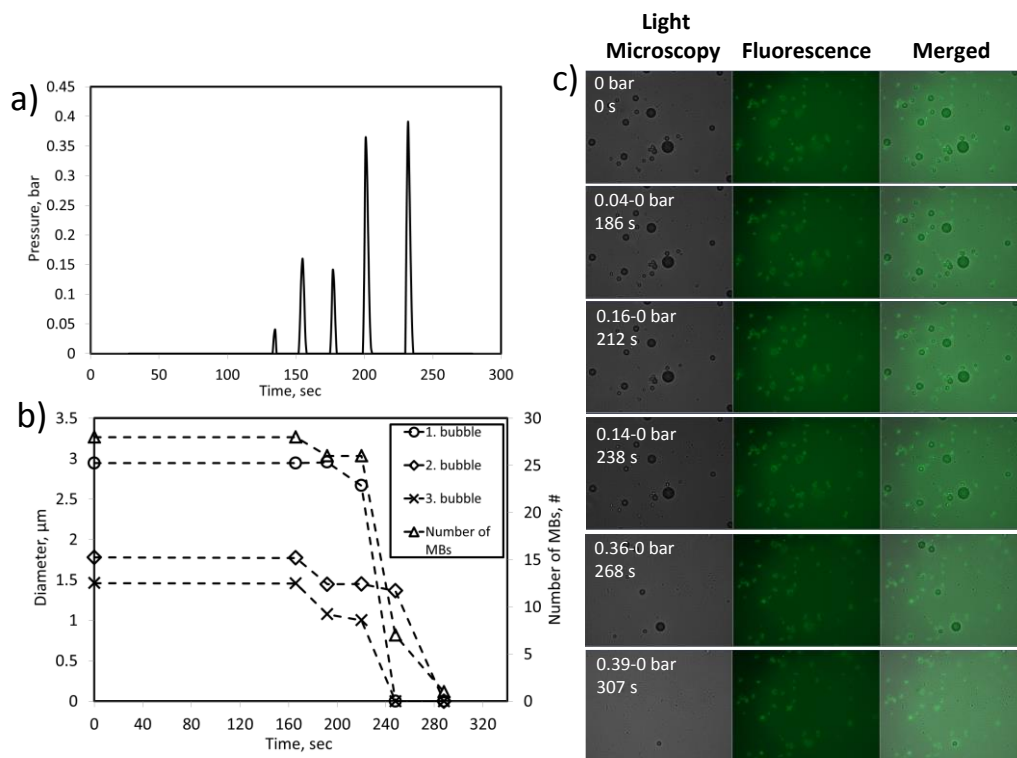 a)
0.45
0.4
0.35
0.3
0.25
0.2
0.15
0.1
0.05
0
Pressure, bar
0 50 100 150 200 250 300
Time, sec
b)
3.5
3
2.5
2
1.5
1
0.5
0
Diameter, µm
30
25
20
15
10
5
0
Number of MBs, #
1. bubble
2. bubble
3. bubble
Number of
MBs
0 40 80 120 160 200 240 280 320
Time, sec
c)
Light
Microscopy Fluorescence Merged
0 bar
0 s
0.04-0 bar
186 s
0.16-0 bar
212 s
0.14-0 bar
238 s
0.36-0 bar
268 s
0.39-0 bar
307 s